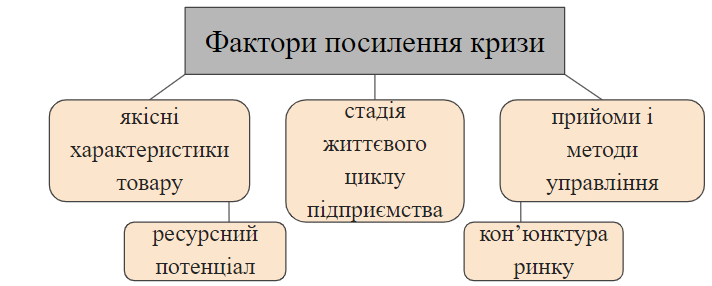 Фактори посилення кризи
якісні
характеристики
товару
стадія
життєвого
циклу
підприємства
прийоми і
методи
управління
ресурсний
потенціал
кон’юнктура
ринку